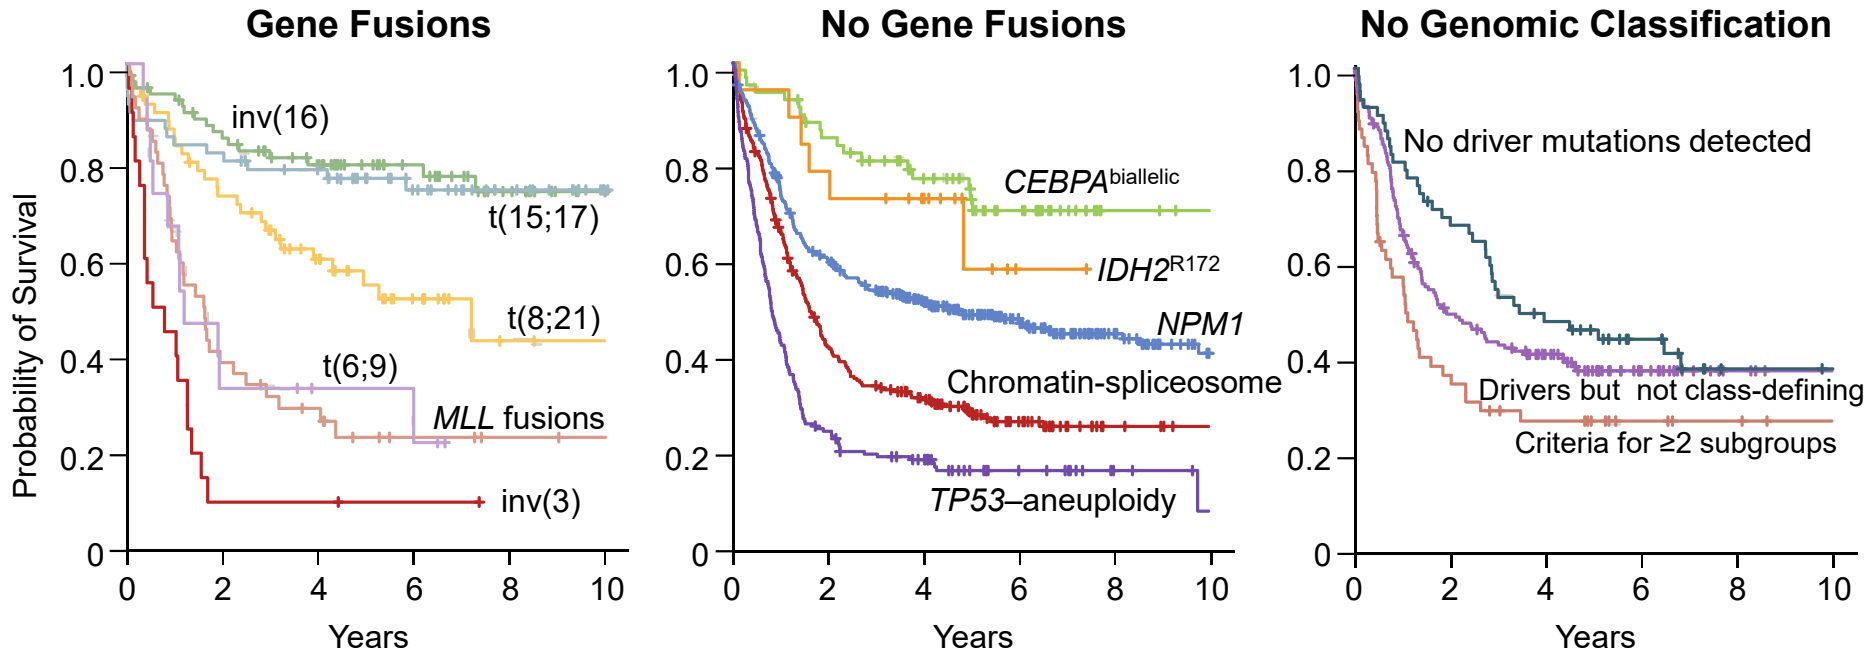 Gene Fusions
No Gene Fusions
No Genomic Classification
Probability of Survival
1.0
0.8
0.6
0.4
0.2
0
inv(16)
t(15;17)
t(8;21)
t(6;9)
MLL fusions
inv(3)
0 2 4 6 8 10
Years
1.0
0.8
0.6
0.4
0.2
0
CEBPAbiallelic
IDH2R172
NPM1
Chromatin-spliceosome
TP53–aneuploidy
0 2 4 6 8 10
Years
1.0
0.8
0.6
0.4
0.2
0
No driver mutations detected
Drivers but not class-defining
Criteria for ≥2 subgroups
0 2 4 6 8 10
Years